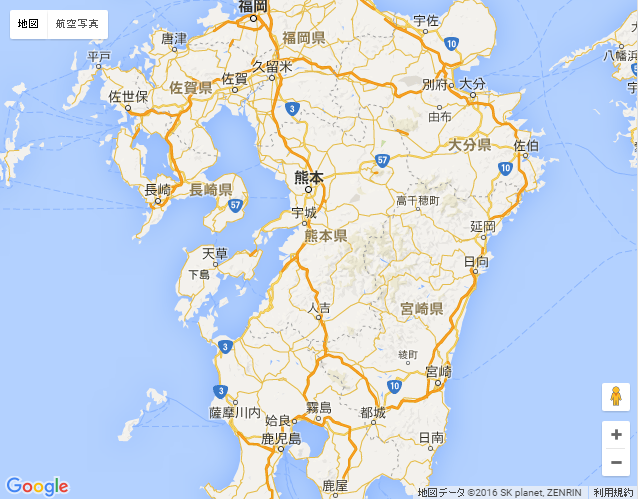 地図
航空写真
福岡
福岡県
宇佐
10
大
八幡浜
唐津
平戸
久留米
佐賀
佐賀県
別府
大分
佐世保
3
由布
大分県
佐伯
57
10
熊本
長崎
長崎県
57
高千穂町
宇城
熊本県
延岡
天草
下島
日向
人吉
宮崎県
3
綾町
宮崎
10
3
薩摩川内
霧島
都城
姶良
鹿児島
日南
鹿屋
+
−
Google
地図データ ©2016 SK planet, ZENRIN
利用規約